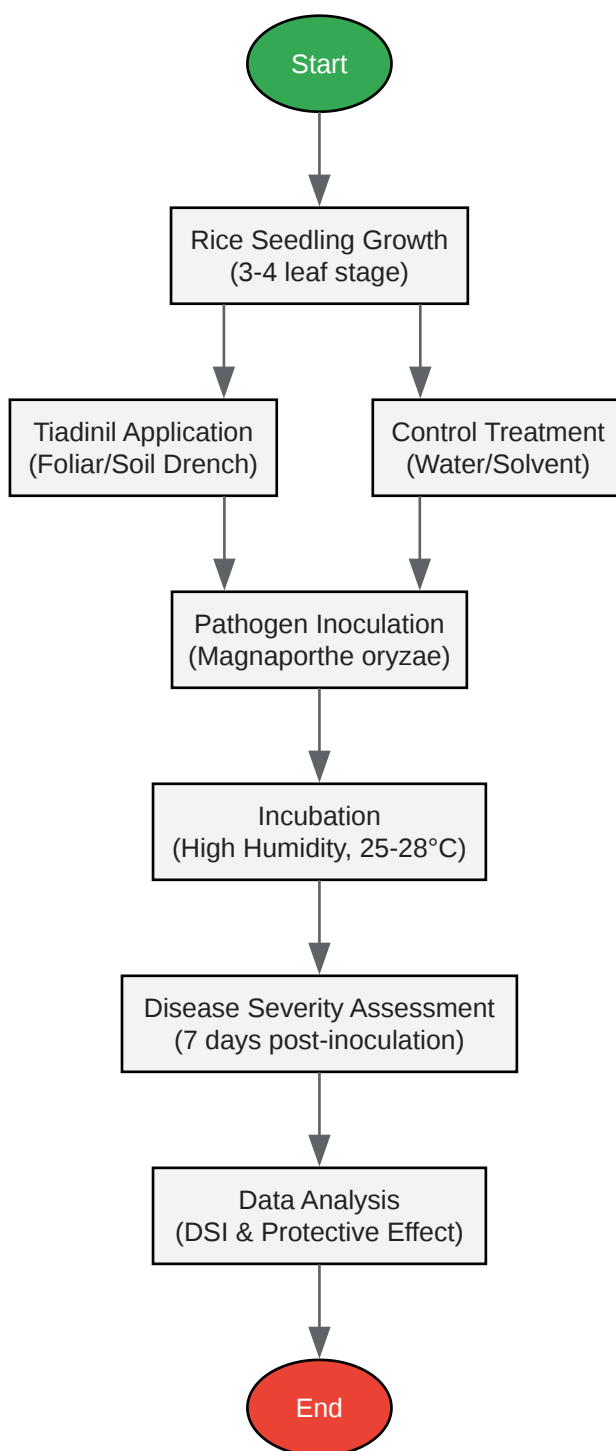 Start
Rice Seedling Growth
(3-4 leaf stage)
Tiadinil Application
(Foliar/Soil Drench)
Control Treatment
(Water/Solvent)
Pathogen Inoculation
(Magnaporthe oryzae)
Incubation
(High Humidity, 25-28°C)
Disease Severity Assessment
(7 days post-inoculation)
Data Analysis
(DSI & Protective Effect)
End